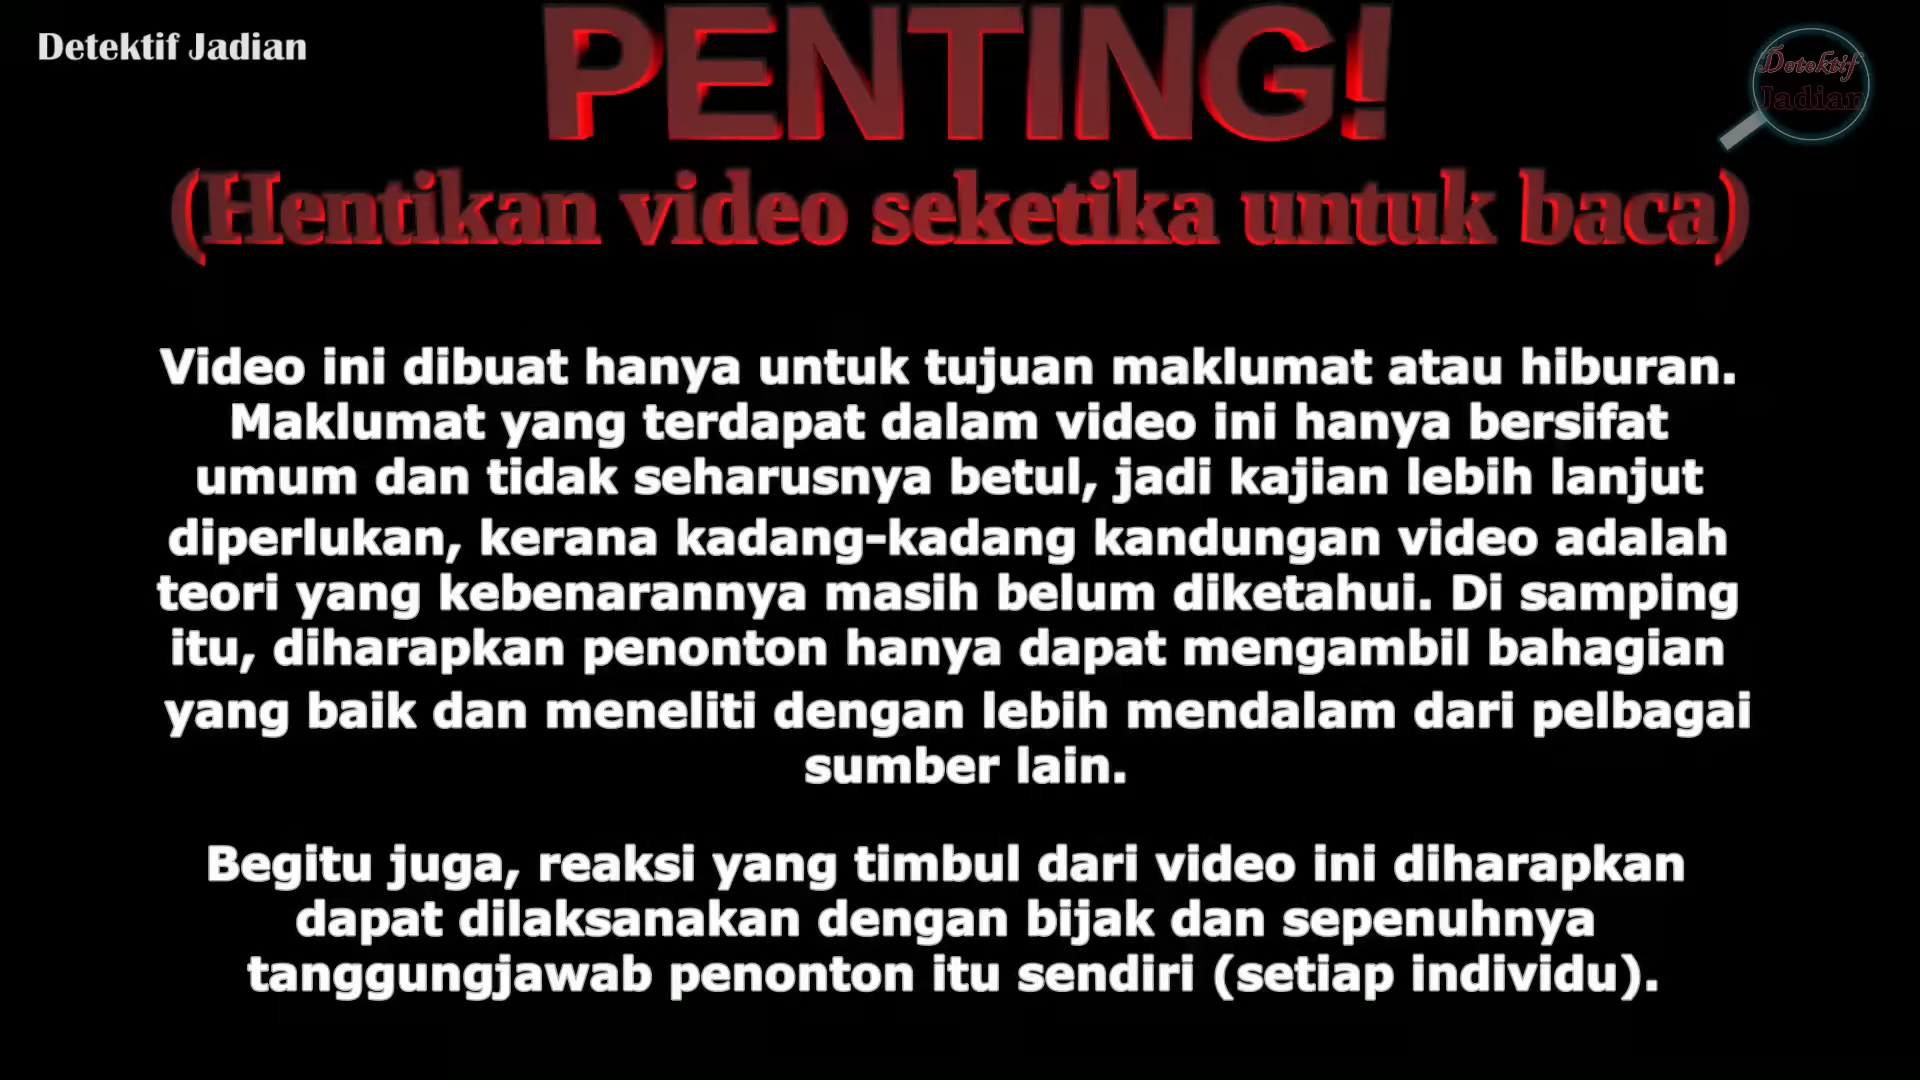 Detektif Jadian
PENTING!
Detektif
Jadian
(Hentikan video seketika untuk baca)
Video ini dibuat hanya untuk tujuan maklumat atau hiburan.
Maklumat yang terdapat dalam video ini hanya bersifat
umum dan tidak seharusnya betul, jadi kajian lebih lanjut
diperlukan, kerana kadang-kadang kandungan video adalah
teori yang kebenarannya masih belum diketahui. Di samping
itu, diharapkan penonton hanya dapat mengambil bahagian
yang baik dan meneliti dengan lebih mendalam dari pelbagai
sumber lain.
Begitu juga, reaksi yang timbul dari video ini diharapkan
dapat dilaksanakan dengan bijak dan sepenuhnya
tanggungjawab penonton itu sendiri (setiap individu).